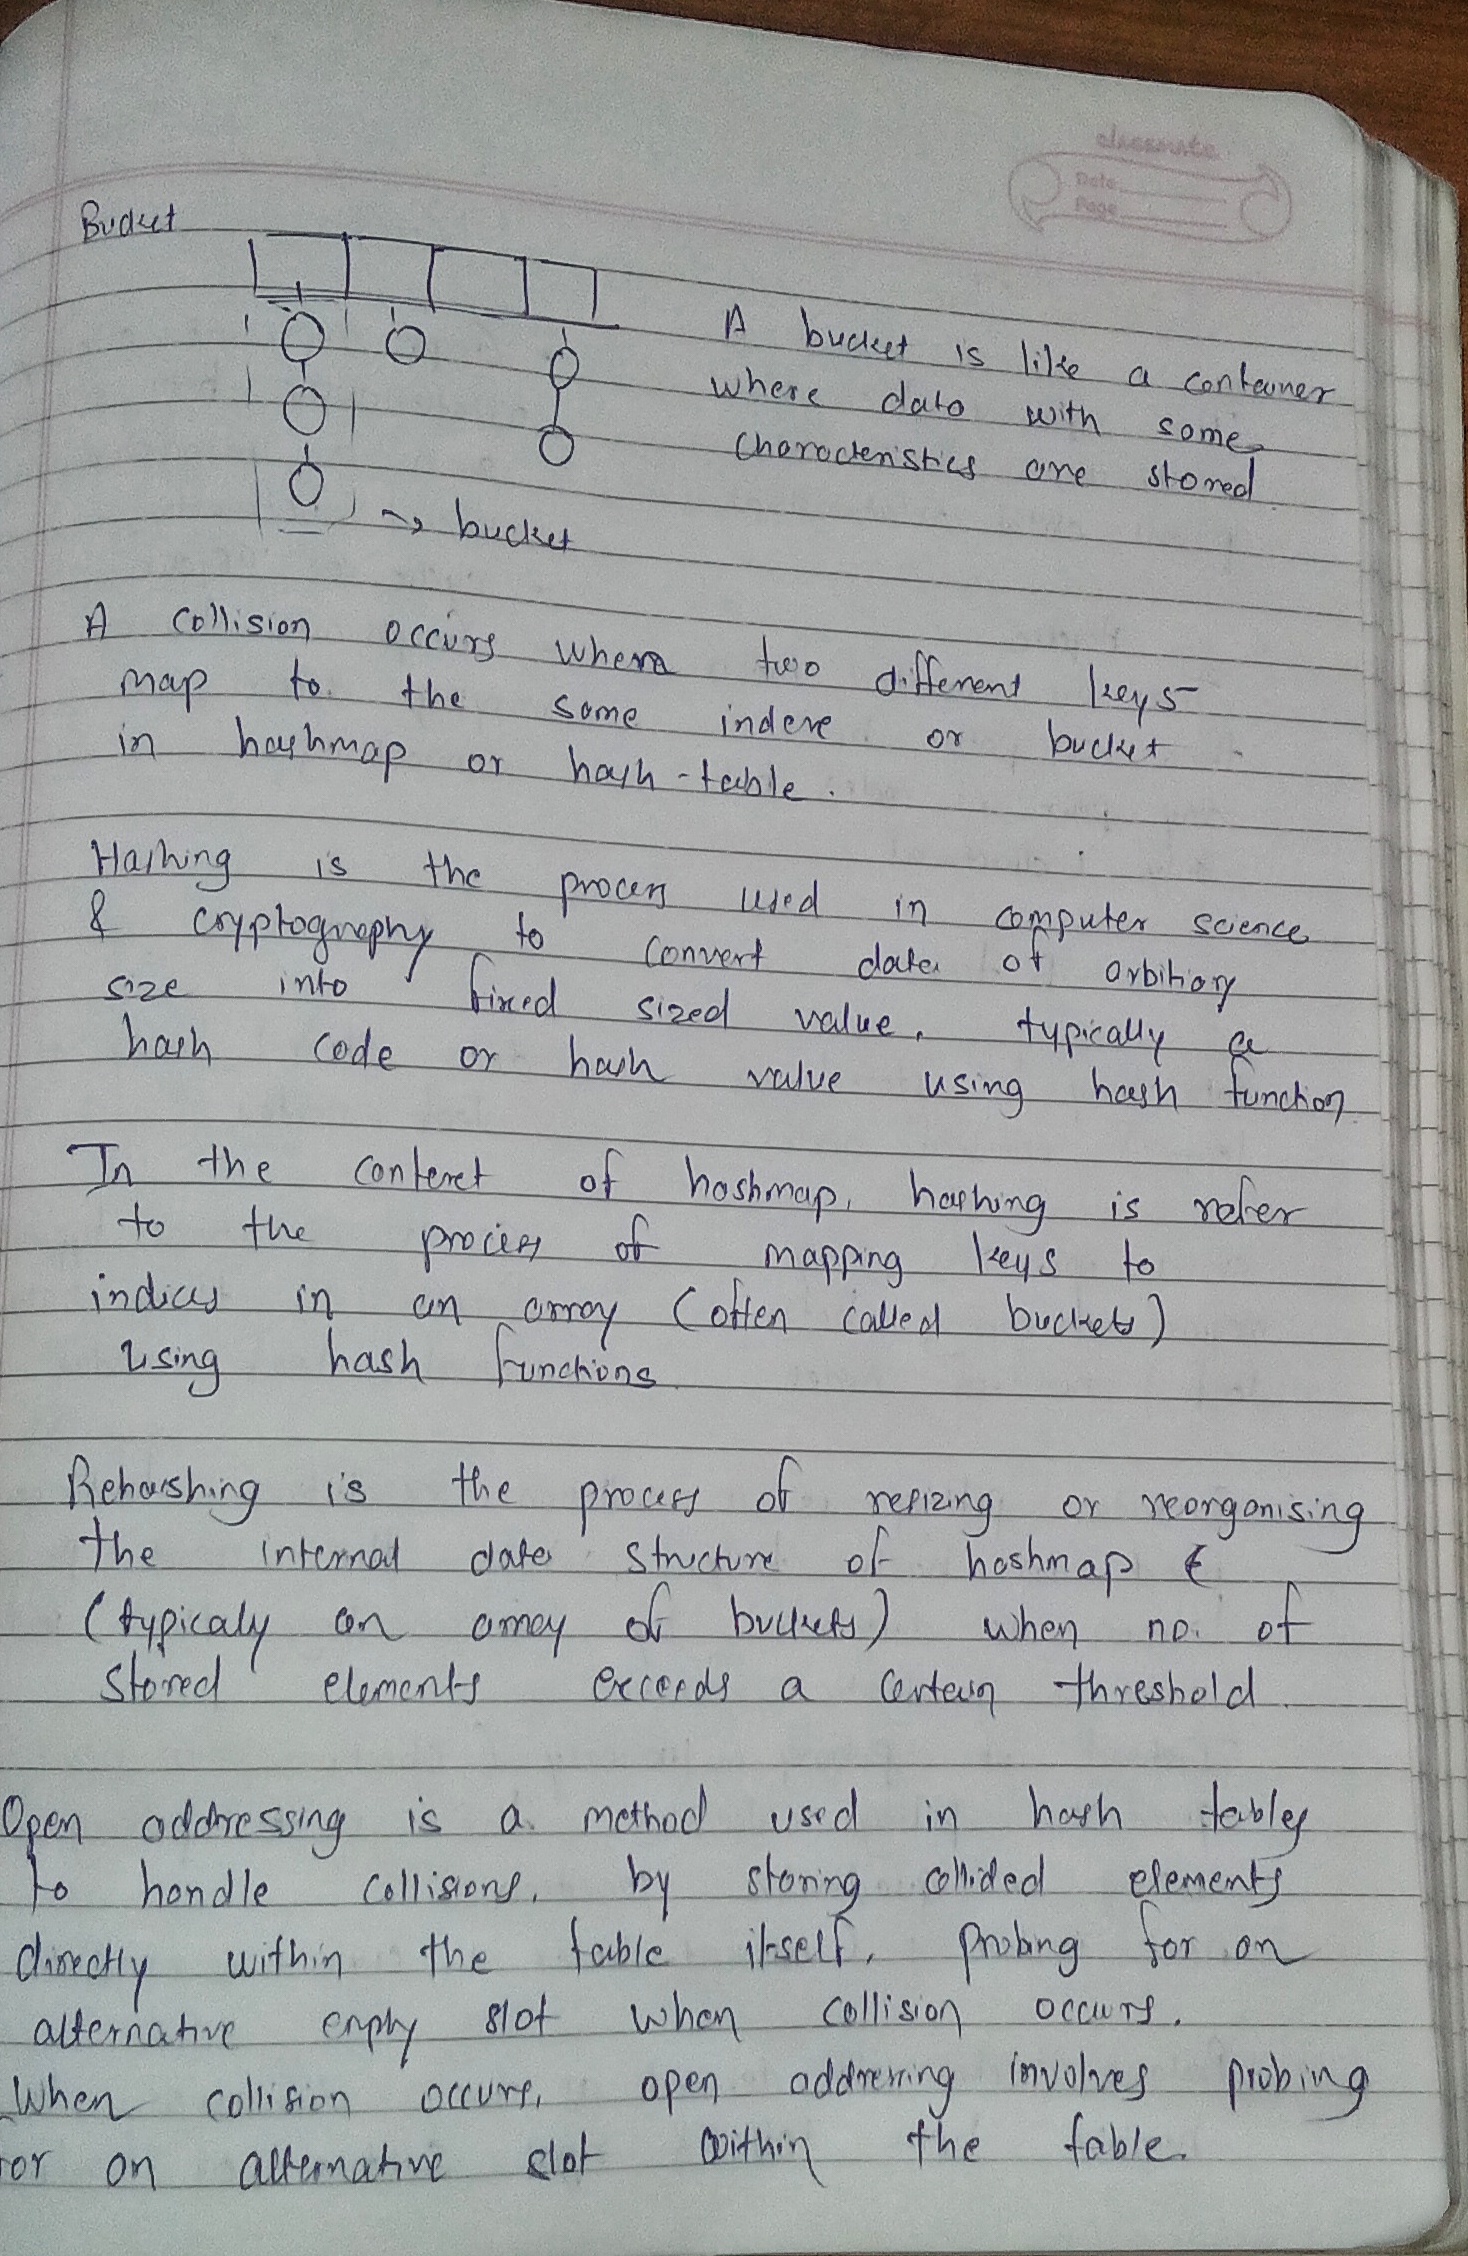 classmate
Date
Page
Bucket
A bucket is like a container
where data with some
characteristics are stored
→ bucket
A collision occurs when two different keys
map to the same index or bucket
in hashmap or hash-table.
Hashing is the process used in computer science
& cryptography to convert data of arbitiary
size into fixed sized value, typically a
hash code or hash value using hash function
In the context of hashmap, hashing is refer
to the process of mapping keys to
indices in an array (often called buckets)
using hash functions
Rehashing is the process of resizing or reorganising
the internal data structure of hashmap
(typicaly an array of buckets) when no. of
stored elements exceeds a certain threshold.
Open addressing is a method used in hash tables
to handle collisions, by storing collided elements
directly within the table itself, probing for an
alternative empty slot when collision occurs.
When collision occurs, open addressing involves probing
or an alternative slot within the table.